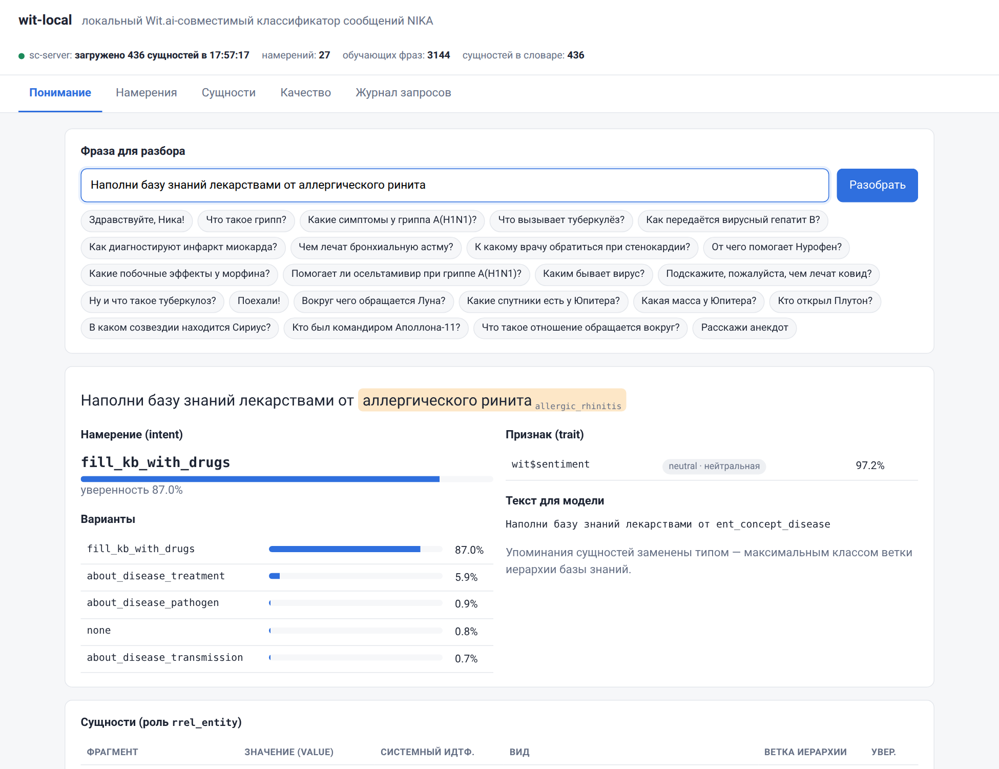 wit-local локальный Wit.ai-совместимый классификатор сообщений NIKA
sc-server: загружено 436 сущностей в 17:57:17 намерений: 27 обучающих фраз: 3144 сущностей в словаре: 436
Понимание Намерения Сущности Качество Журнал запросов
Фраза для разбора
Наполни базу знаний лекарствами от аллергического ринита Разобрать
Здравствуйте, Ника! Что такое грипп? Какие симптомы у гриппа A(H1N1)? Что вызывает туберкулёз? Как передаётся вирусный гепатит B?
Как диагностируют инфаркт миокарда? Чем лечат бронхиальную астму? К какому врачу обратиться при стенокардии? От чего помогает Нурофен?
Какие побочные эффекты у морфина? Помогает ли осельтамивир при гриппе A(H1N1)? Каким бывает вирус? Подскажите, пожалуйста, чем лечат ковид?
Ну и что такое туберкулоз? Поехали! Вокруг чего обращается Луна? Какие спутники есть у Юпитера? Какая масса у Юпитера? Кто открыл Плутон?
В каком созвездии находится Сириус? Кто был командиром Аполлона-11? Что такое отношение обращается вокруг? Расскажи анекдот
Наполни базу знаний лекарствами от аллергического ринита allergic_rhinitis
Намерение (intent)
fill_kb_with_drugs
уверенность 87.0%
Варианты
fill_kb_with_drugs 87.0%
about_disease_treatment 5.9%
about_disease_pathogen 0.9%
none 0.8%
about_disease_transmission 0.7%
Признак (trait)
wit$sentiment neutral · нейтральная 97.2%
Текст для модели
Наполни базу знаний лекарствами от ent_concept_disease
Упоминания сущностей заменены типом — максимальным классом ветки
иерархии базы знаний.
Сущности (роль rrel_entity)
ФРАГМЕНТ ЗНАЧЕНИЕ (VALUE) СИСТЕМНЫЙ ИДТФ. ВИД ВЕТКА ИЕРАРХИИ УВЕР.